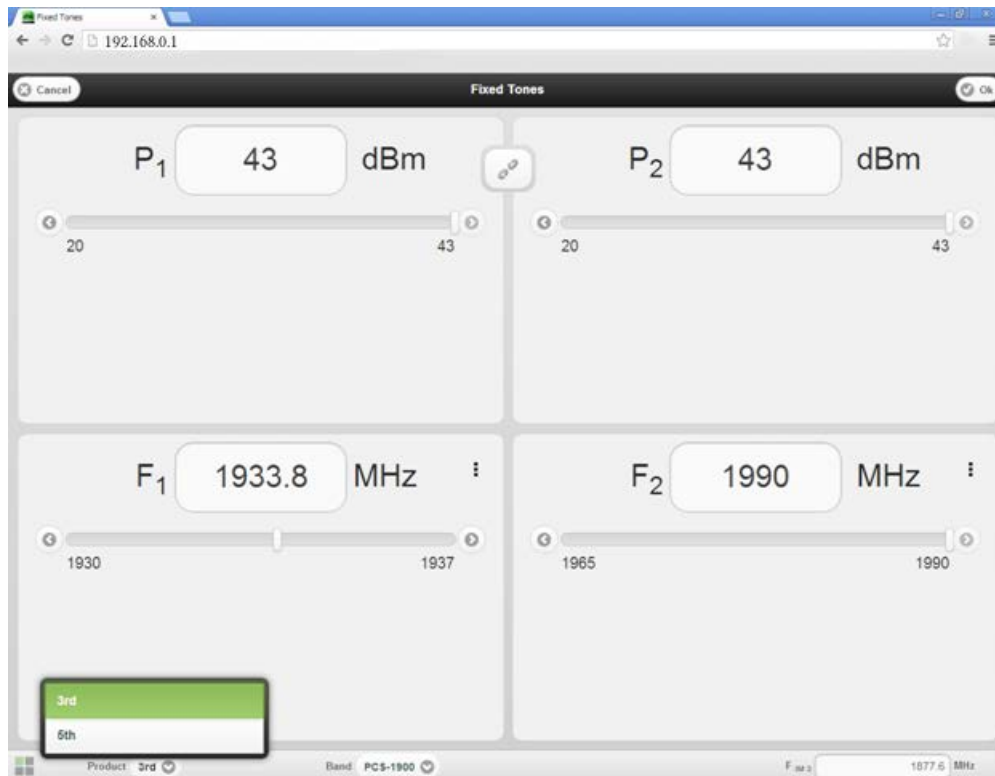 Fixed Tones
192.168.0.1
Cancel Fixed Tones Ok
P1 43 dBm P2 43 dBm
20 43 20 43
F1 1933.8 MHz F2 1990 MHz
1930 1937 1965 1990
3rd
5th
Product 3rd Band PCS-1900 F IM 3 1877.6 MHz